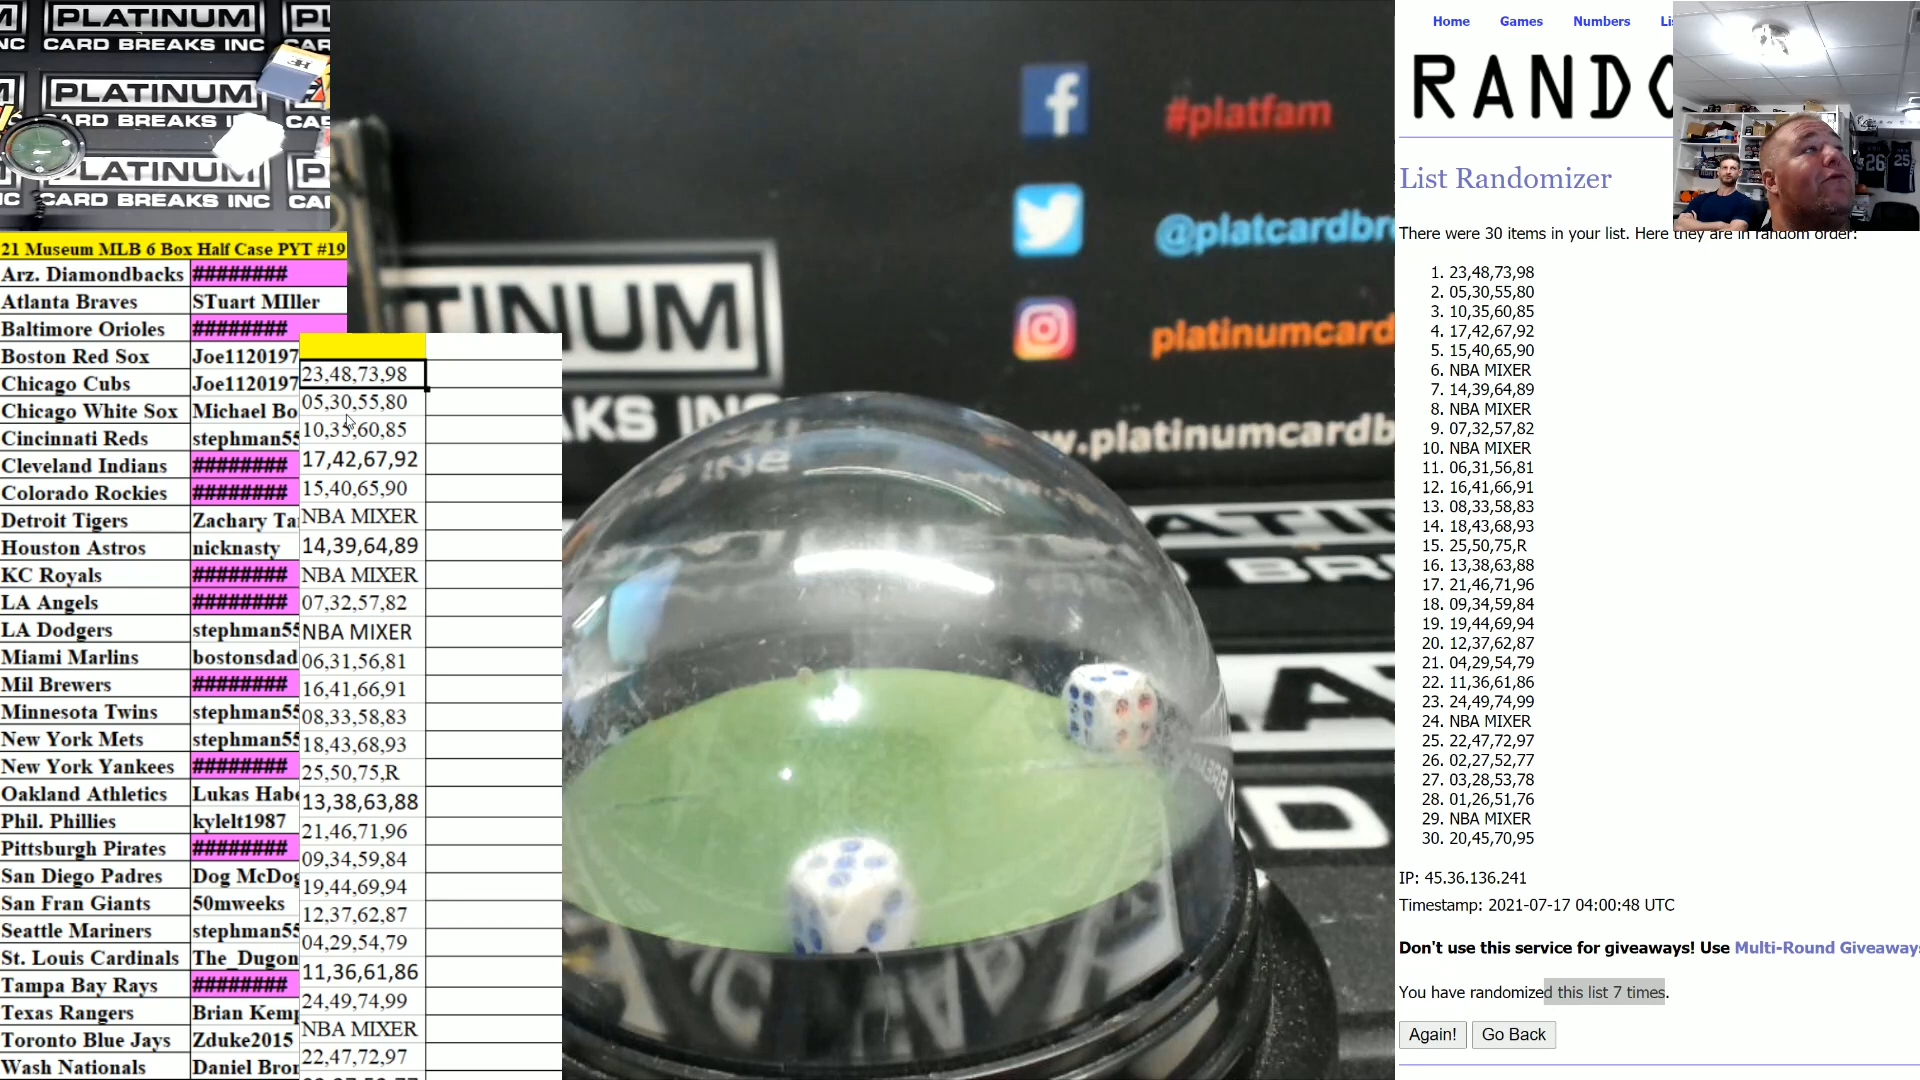 PLATINUM
CARD BREAKS INC
PLATINUM
CARD BREAKS INC
PLATINUM
CARD BREAKS INC
21 Museum MLB 6 Box Half Case PYT #19
Arz. Diamondbacks ########
Atlanta Braves STuart MIller
Baltimore Orioles ########
Boston Red Sox Joe1120197
Chicago Cubs Joe1120197
Chicago White Sox Michael Bo
Cincinnati Reds stephman55
Cleveland Indians ########
Colorado Rockies ########
Detroit Tigers Zachary Ta
Houston Astros nicknasty
KC Royals ########
LA Angels ########
LA Dodgers stephman55
Miami Marlins bostonsdad
Mil Brewers ########
Minnesota Twins stephman55
New York Mets stephman55
New York Yankees ########
Oakland Athletics Lukas Habe
Phil. Phillies kylelt1987
Pittsburgh Pirates ########
San Diego Padres Dog McDog
San Fran Giants 50mweeks
Seattle Mariners stephman55
St. Louis Cardinals The_Dugon
Tampa Bay Rays ########
Texas Rangers Brian Kemp
Toronto Blue Jays Zduke2015
Wash Nationals Daniel Bro
23,48,73,98
05,30,55,80
10,35,60,85
17,42,67,92
15,40,65,90
NBA MIXER
14,39,64,89
NBA MIXER
07,32,57,82
NBA MIXER
06,31,56,81
16,41,66,91
08,33,58,83
18,43,68,93
25,50,75,R
13,38,63,88
21,46,71,96
09,34,59,84
19,44,69,94
12,37,62,87
04,29,54,79
11,36,61,86
24,49,74,99
NBA MIXER
22,47,72,97
#platfam
@platcardbr
platinumcard
w.platinumcardb
TINUM
KS INC
Home Games Numbers Li
RANDO
List Randomizer
There were 30 items in your list. Here they are in random order:
1. 23,48,73,98
2. 05,30,55,80
3. 10,35,60,85
4. 17,42,67,92
5. 15,40,65,90
6. NBA MIXER
7. 14,39,64,89
8. NBA MIXER
9. 07,32,57,82
10. NBA MIXER
11. 06,31,56,81
12. 16,41,66,91
13. 08,33,58,83
14. 18,43,68,93
15. 25,50,75,R
16. 13,38,63,88
17. 21,46,71,96
18. 09,34,59,84
19. 19,44,69,94
20. 12,37,62,87
21. 04,29,54,79
22. 11,36,61,86
23. 24,49,74,99
24. NBA MIXER
25. 22,47,72,97
26. 02,27,52,77
27. 03,28,53,78
28. 01,26,51,76
29. NBA MIXER
30. 20,45,70,95
IP: 45.36.136.241
Timestamp: 2021-07-17 04:00:48 UTC
Don't use this service for giveaways! Use Multi-Round Giveaways
You have randomized this list 7 times.
Again! Go Back
26
25